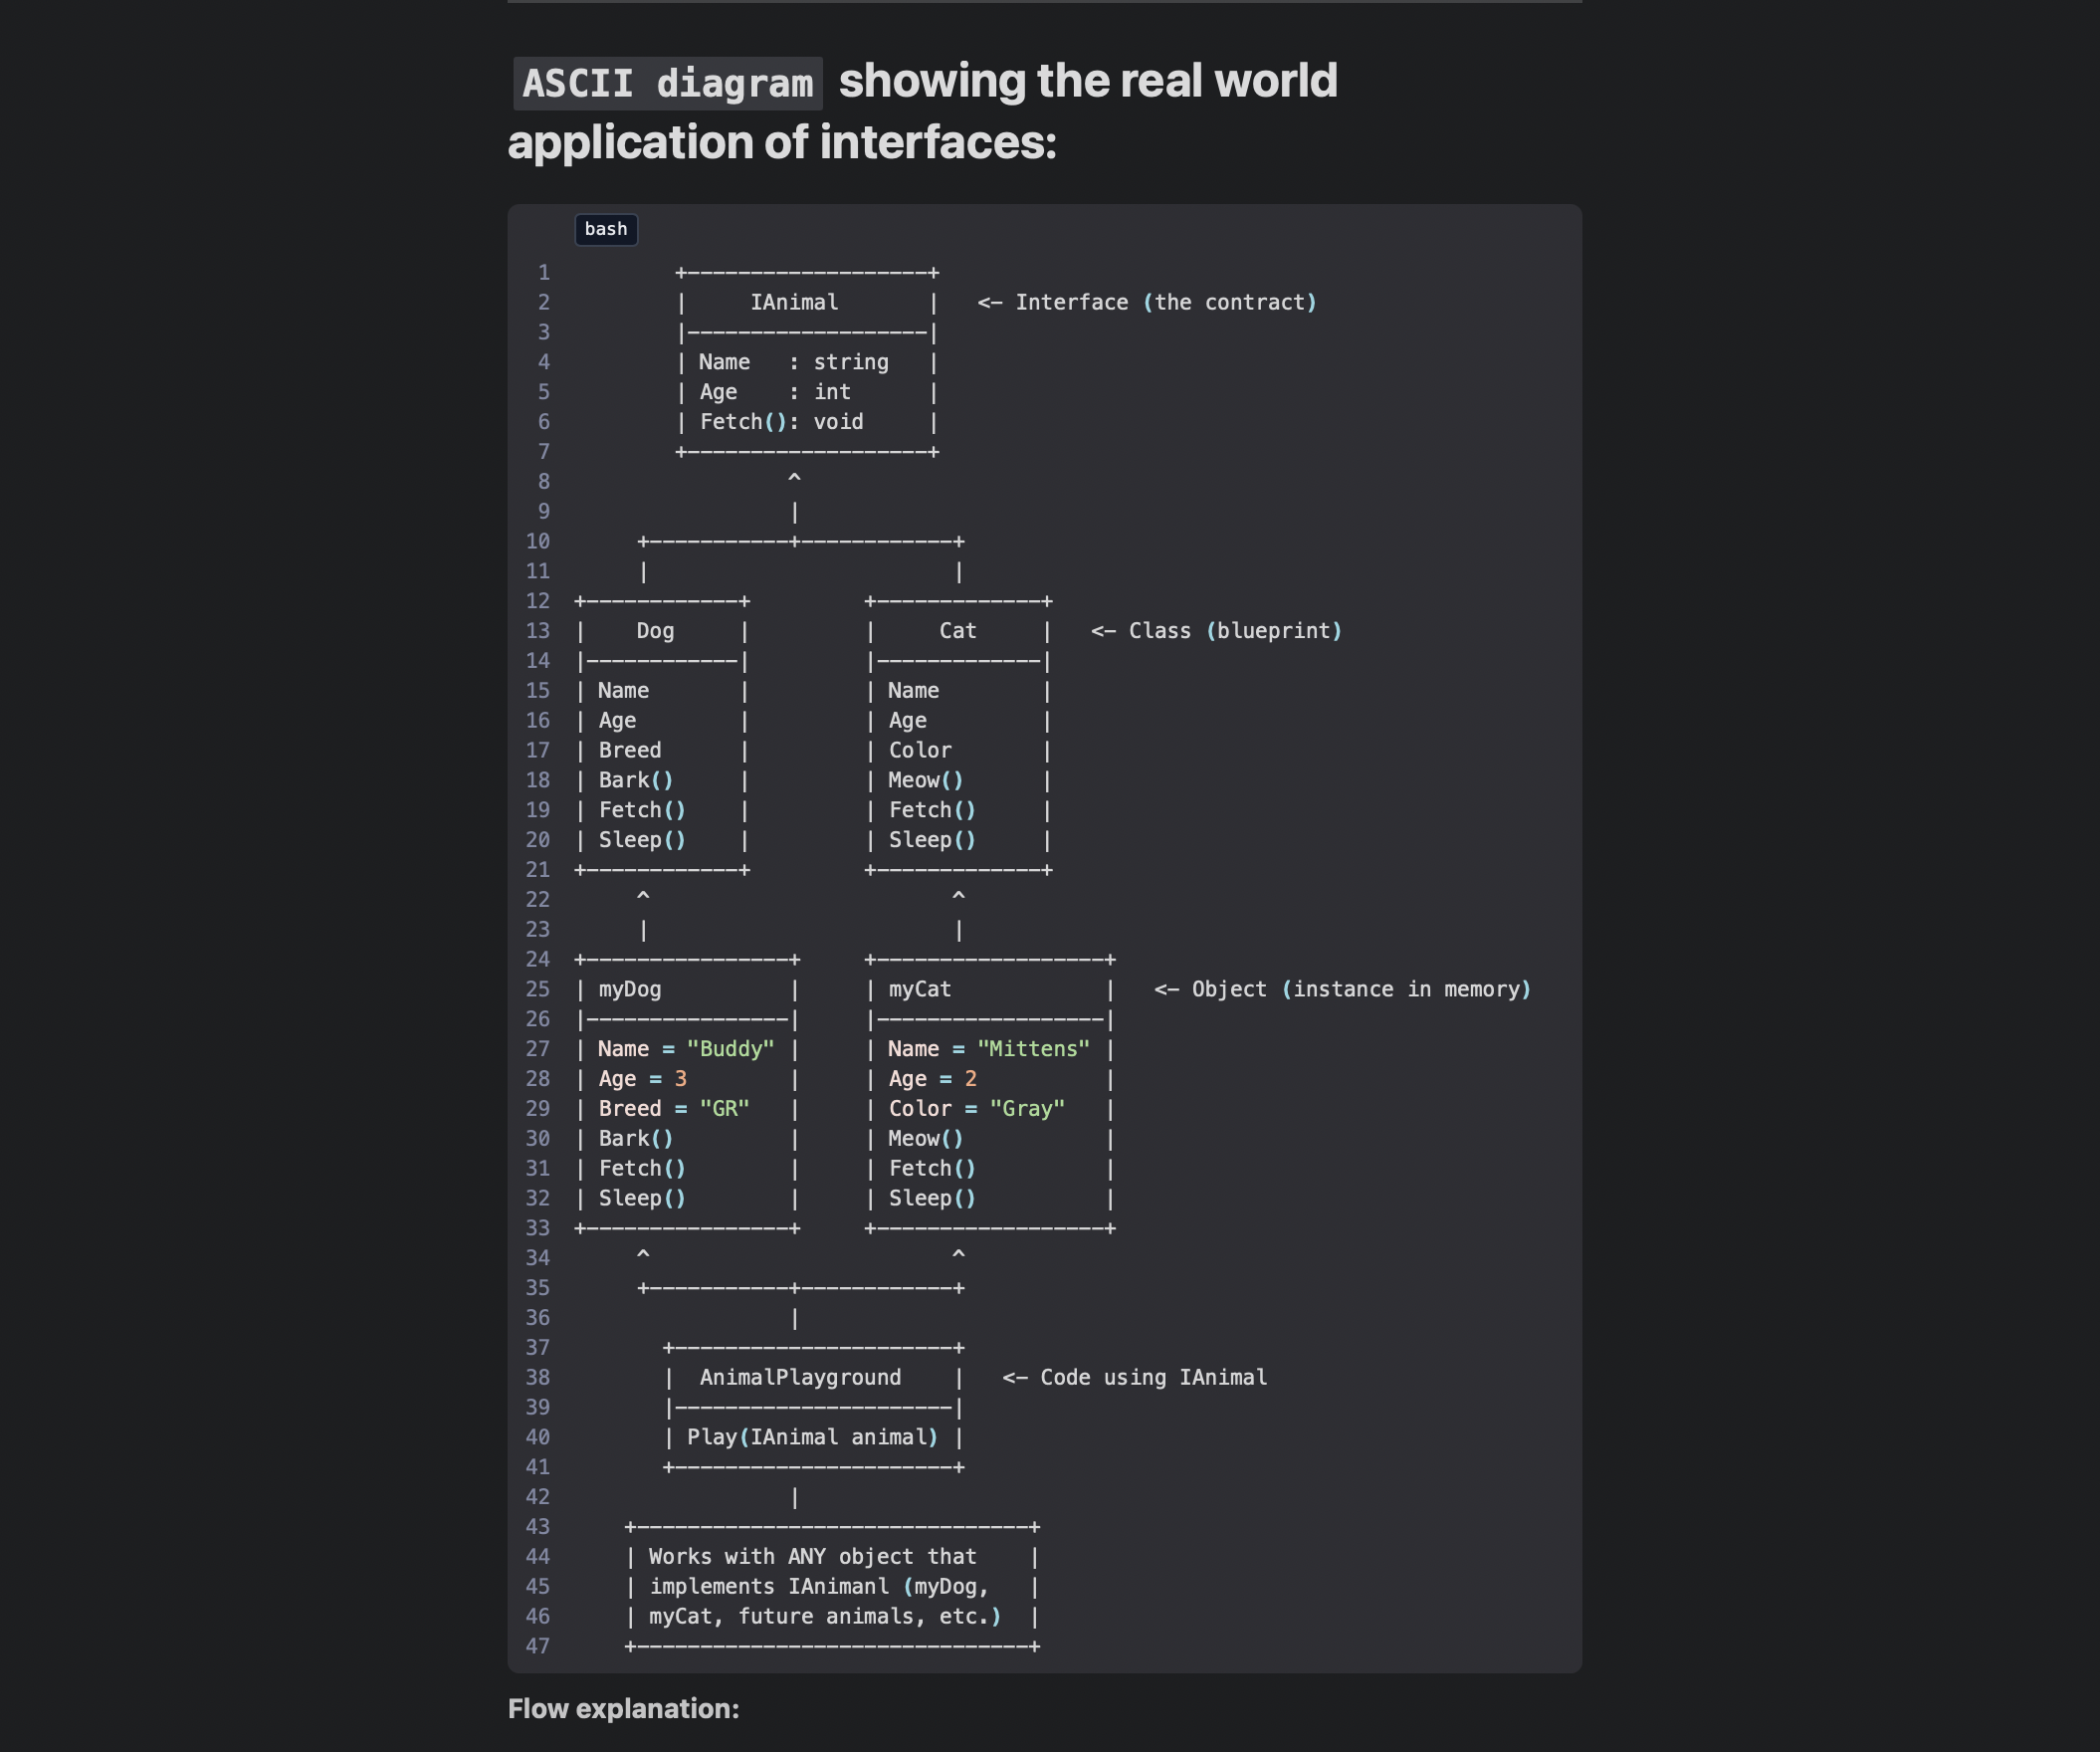 ASCII diagram showing the real world
application of interfaces:
bash
1          +-------------------+
2          |     IAnimal       |   <- Interface (the contract)
3          |-------------------|
4          | Name   : string   |
5          | Age    : int      |
6          | Fetch(): void     |
7          +-------------------+
8                   ^
9                   |
10      +-----------+------------+
11      |                        |
12 +------------+         +-------------+
13 |    Dog     |         |     Cat     |   <- Class (blueprint)
14 |------------|         |-------------|
15 | Name       |         | Name        |
16 | Age        |         | Age         |
17 | Breed      |         | Color       |
18 | Bark()     |         | Meow()      |
19 | Fetch()    |         | Fetch()     |
20 | Sleep()    |         | Sleep()     |
21 +------------+         +-------------+
22      ^                        ^
23      |                        |
24 +----------------+     +------------------+
25 | myDog          |     | myCat            |   <- Object (instance in memory)
26 |----------------|     |------------------|
27 | Name = "Buddy" |     | Name = "Mittens" |
28 | Age = 3        |     | Age = 2          |
29 | Breed = "GR"   |     | Color = "Gray"   |
30 | Bark()         |     | Meow()           |
31 | Fetch()        |     | Fetch()          |
32 | Sleep()        |     | Sleep()          |
33 +----------------+     +------------------+
34      ^                        ^
35      +-----------+------------+
36                  |
37        +----------------------+
38        |  AnimalPlayground    |   <- Code using IAnimal
39        |----------------------|
40        | Play(IAnimal animal) |
41        +----------------------+
42                  |
43     +-------------------------------+
44     | Works with ANY object that    |
45     | implements IAnimanl (myDog,   |
46     | myCat, future animals, etc.)  |
47     +-------------------------------+
Flow explanation: